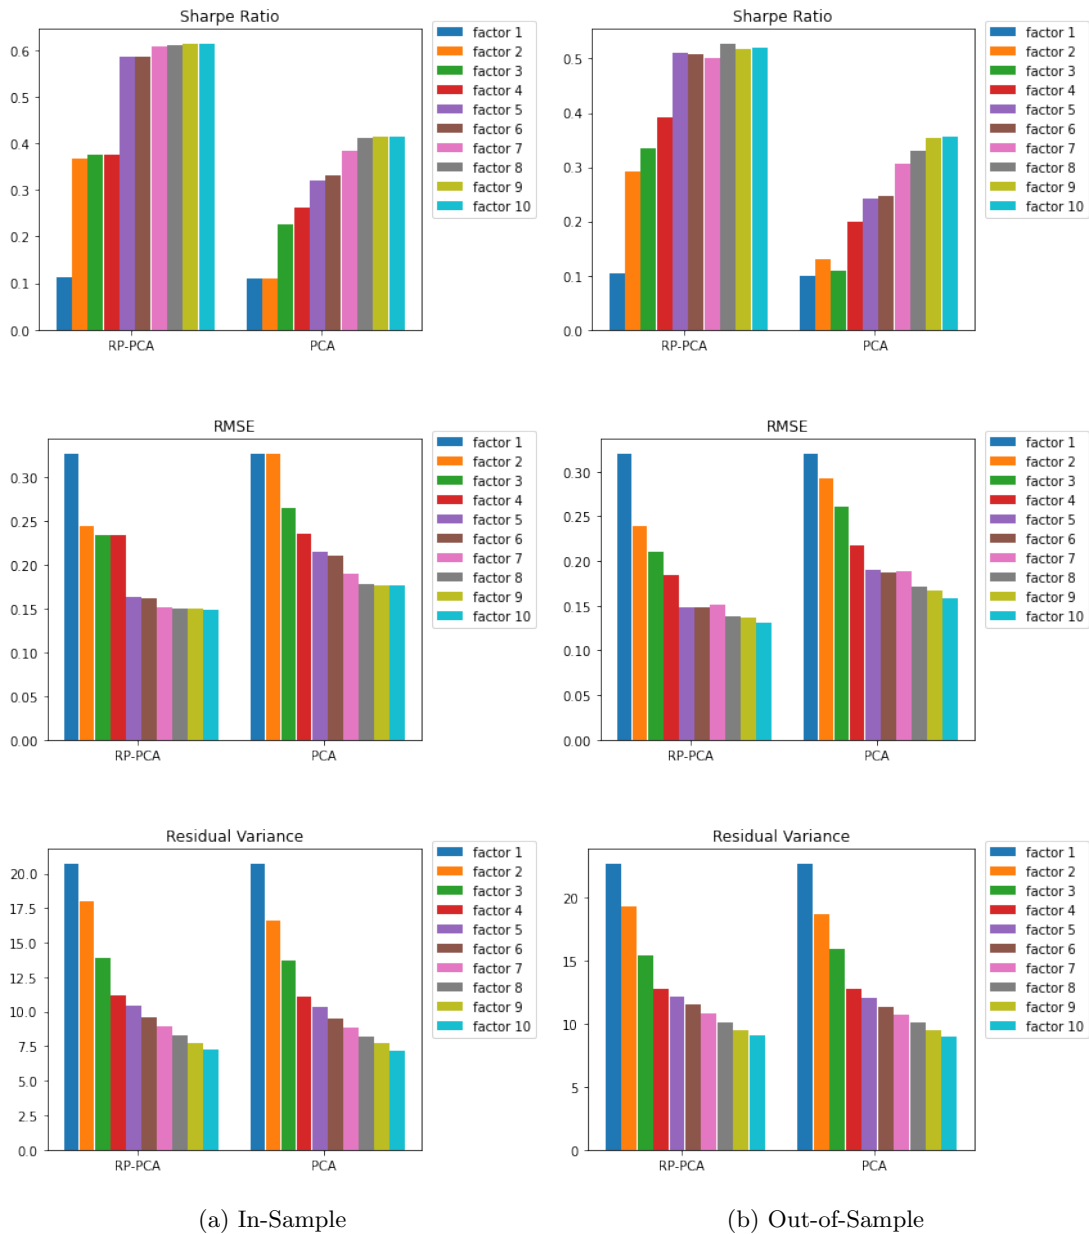 Sharpe Ratio
0.6
0.5
0.4
0.3
0.2
0.1
0.0
RP-PCA PCA
factor 1
factor 2
factor 3
factor 4
factor 5
factor 6
factor 7
factor 8
factor 9
factor 10
Sharpe Ratio
0.5
0.4
0.3
0.2
0.1
0.0
RP-PCA PCA
factor 1
factor 2
factor 3
factor 4
factor 5
factor 6
factor 7
factor 8
factor 9
factor 10
RMSE
0.30
0.25
0.20
0.15
0.10
0.05
0.00
RP-PCA PCA
factor 1
factor 2
factor 3
factor 4
factor 5
factor 6
factor 7
factor 8
factor 9
factor 10
RMSE
0.30
0.25
0.20
0.15
0.10
0.05
0.00
RP-PCA PCA
factor 1
factor 2
factor 3
factor 4
factor 5
factor 6
factor 7
factor 8
factor 9
factor 10
Residual Variance
20.0
17.5
15.0
12.5
10.0
7.5
5.0
2.5
0.0
RP-PCA PCA
factor 1
factor 2
factor 3
factor 4
factor 5
factor 6
factor 7
factor 8
factor 9
factor 10
Residual Variance
20
15
10
5
0
RP-PCA PCA
factor 1
factor 2
factor 3
factor 4
factor 5
factor 6
factor 7
factor 8
factor 9
factor 10
(a) In-Sample
(b) Out-of-Sample